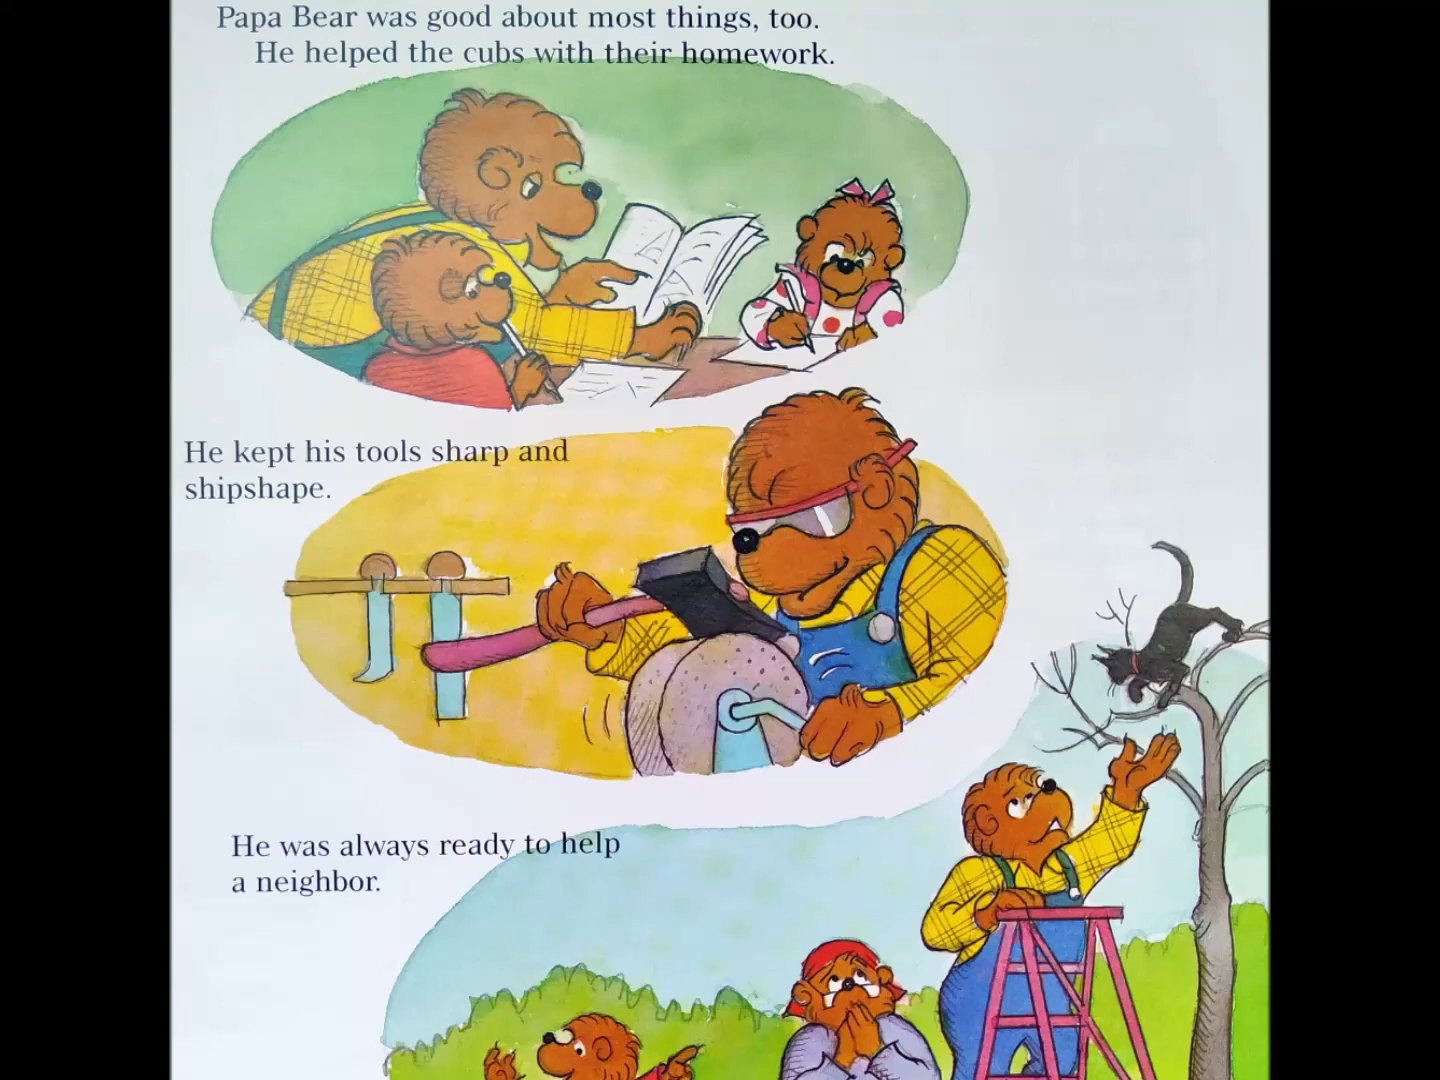 Papa Bear was good about most things, too.
He helped the cubs with their homework.
He kept his tools sharp and
shipshape.
He was always ready to help
a neighbor.